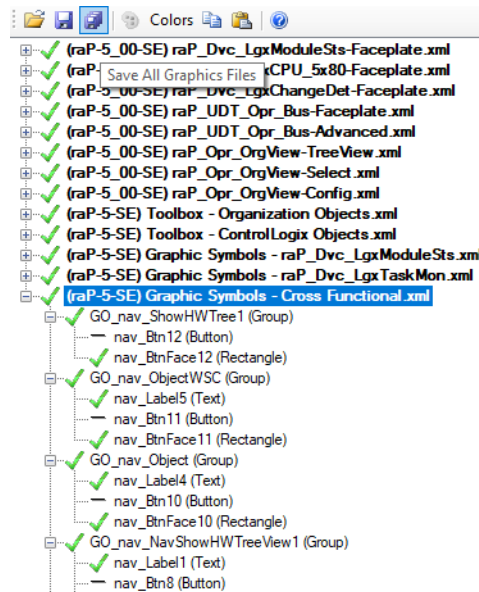 Colors
(raP-5_00-SE) raP_Dvc_LgxModuleSts-Faceplate.xml
(raP- xCPU_5x80-Faceplate.xml
Save All Graphics Files
(raP-5_00-SE) raP_Dvc_LgxChangeDet-Faceplate.xml
(raP-5_00-SE) raP_UDT_Opr_Bus-Faceplate.xml
(raP-5_00-SE) raP_UDT_Opr_Bus-Advanced.xml
(raP-5_00-SE) raP_Opr_OrgView-TreeView.xml
(raP-5_00-SE) raP_Opr_OrgView-Select.xml
(raP-5_00-SE) raP_Opr_OrgView-Config.xml
(raP-5-SE) Toolbox - Organization Objects.xml
(raP-5-SE) Toolbox - ControlLogix Objects.xml
(raP-5-SE) Graphic Symbols - raP_Dvc_LgxModuleSts.xml
(raP-5-SE) Graphic Symbols - raP_Dvc_LgxTaskMon.xml
(raP-5-SE) Graphic Symbols - Cross Functional.xml
GO_nav_ShowHWTree1 (Group)
nav_Btn12 (Button)
nav_BtnFace12 (Rectangle)
GO_nav_ObjectWSC (Group)
nav_Label5 (Text)
nav_Btn11 (Button)
nav_BtnFace11 (Rectangle)
GO_nav_Object (Group)
nav_Label4 (Text)
nav_Btn10 (Button)
nav_BtnFace10 (Rectangle)
GO_nav_NavShowHWTreeView1 (Group)
nav_Label1 (Text)
nav_Btn8 (Button)